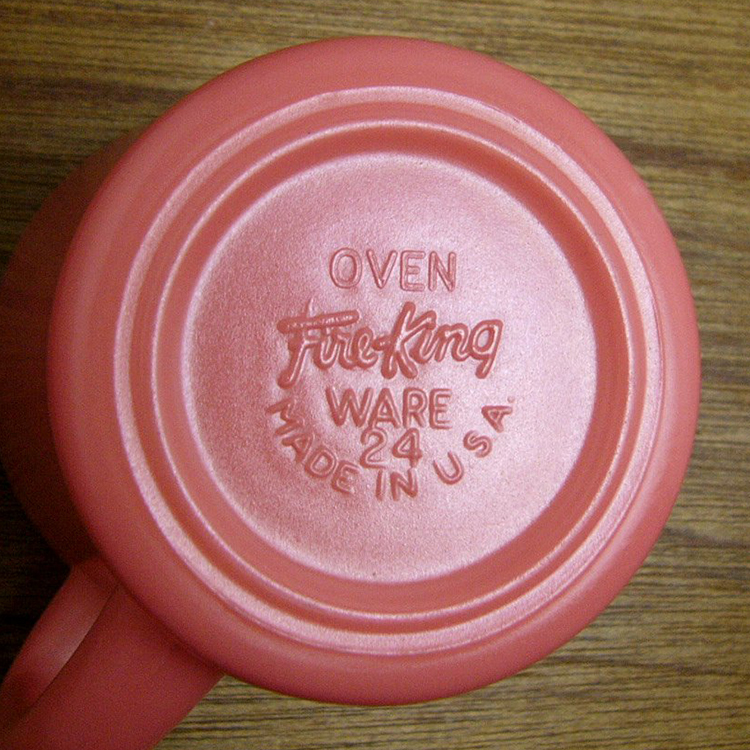 OVEN
Fire-King
WARE
24
MADE IN U.S.A.